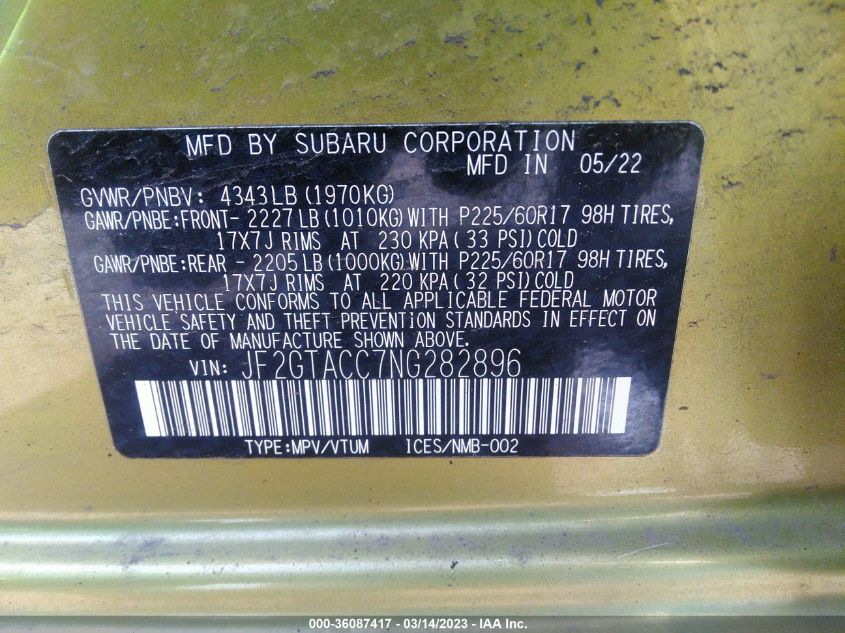 MFD BY SUBARU CORPORATION
MFD IN 05/22
GVWR/PNBV: 4343LB (1970KG)
GAWR/PNBE:FRONT- 2227 LB (1010KG) WITH P225/60R17 98H TIRES,
17X7J RIMS AT 230 KPA ( 33 PSI) COLD
GAWR/PNBE:REAR - 2205 LB (1000KG) WITH P225/60R17 98H TIRES,
17X7J RIMS AT 220 KPA ( 32 PSI) COLD
THIS VEHICLE CONFORMS TO ALL APPLICABLE FEDERAL MOTOR
VEHICLE SAFETY AND THEFT PREVENTION STANDARDS IN EFFECT ON
THE DATE OF MANUFACTURE SHOWN ABOVE.
VIN: JF2GTACC7NG282896
TYPE:MPV/VTUM ICES/NMB-002
000-36087417 - 03/14/2023 - IAA Inc.